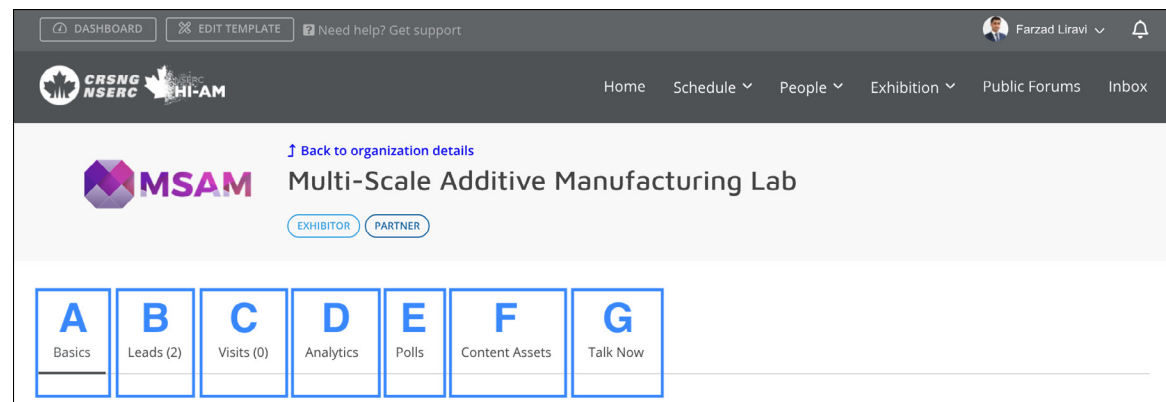 DASHBOARD EDIT TEMPLATE Need help? Get support Farzad Liravi
CRSNG NSERC
NSERC HI-AM
Home Schedule People Exhibition Public Forums Inbox
Back to organization details
MSAM Multi-Scale Additive Manufacturing Lab
EXHIBITOR PARTNER
A B C D E F G
Basics Leads (2) Visits (0) Analytics Polls Content Assets Talk Now